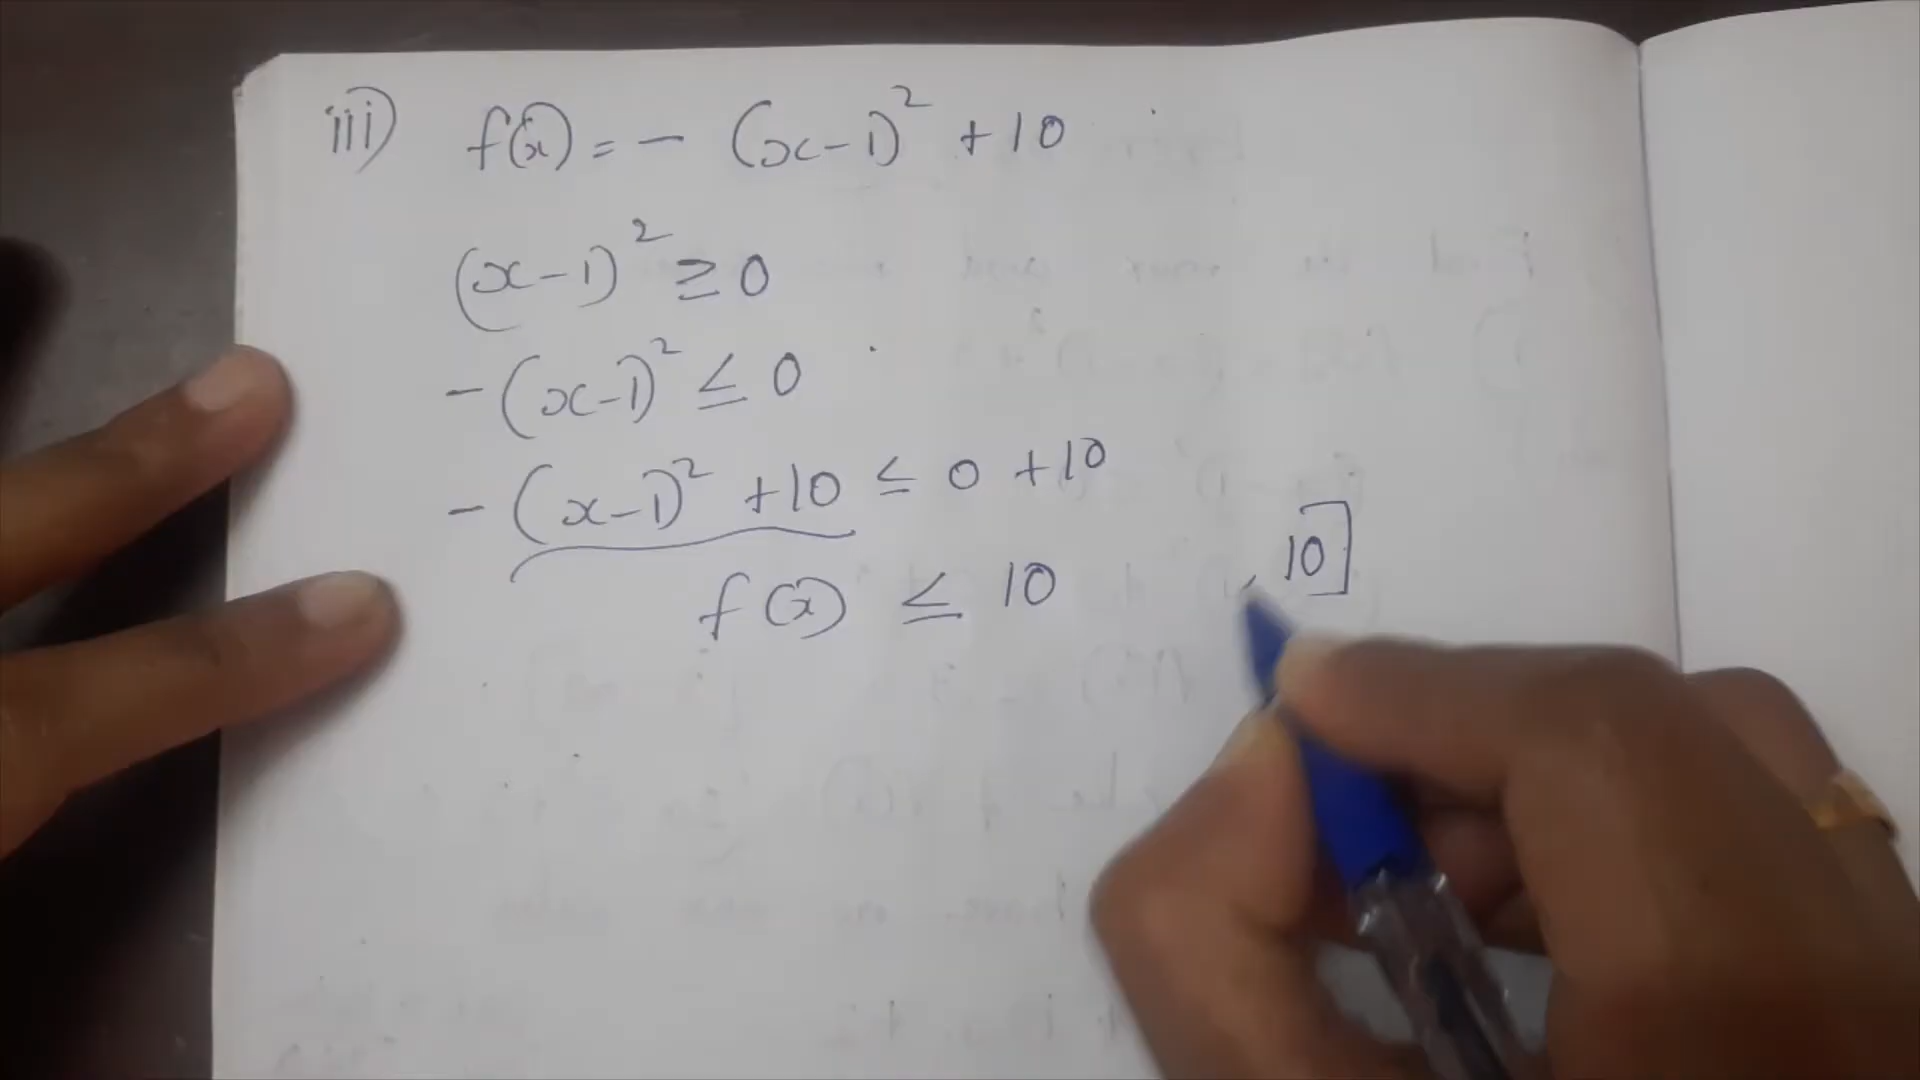 iii) f(x) = - (x-1)² + 10
(x-1)² ≥ 0
-(x-1)² ≤ 0
-(x-1)² + 10 ≤ 0 + 10
f(x) ≤ 10 , 10]